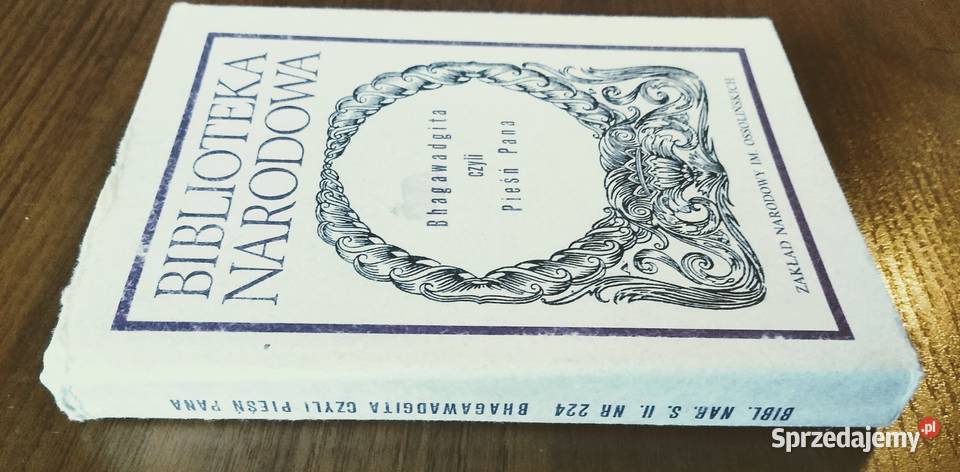 BIBLIOTEKA
NARODOWA
Bhagawadgita
czyli
Pieśń Pana
ZAKŁAD NARODOWY IM. OSSOLIŃSKICH
BIBL. NAR. S. II. NR 224 BHAGAWADGITA CZYLI PIEŚŃ PANA
Sprzedajemy.pl